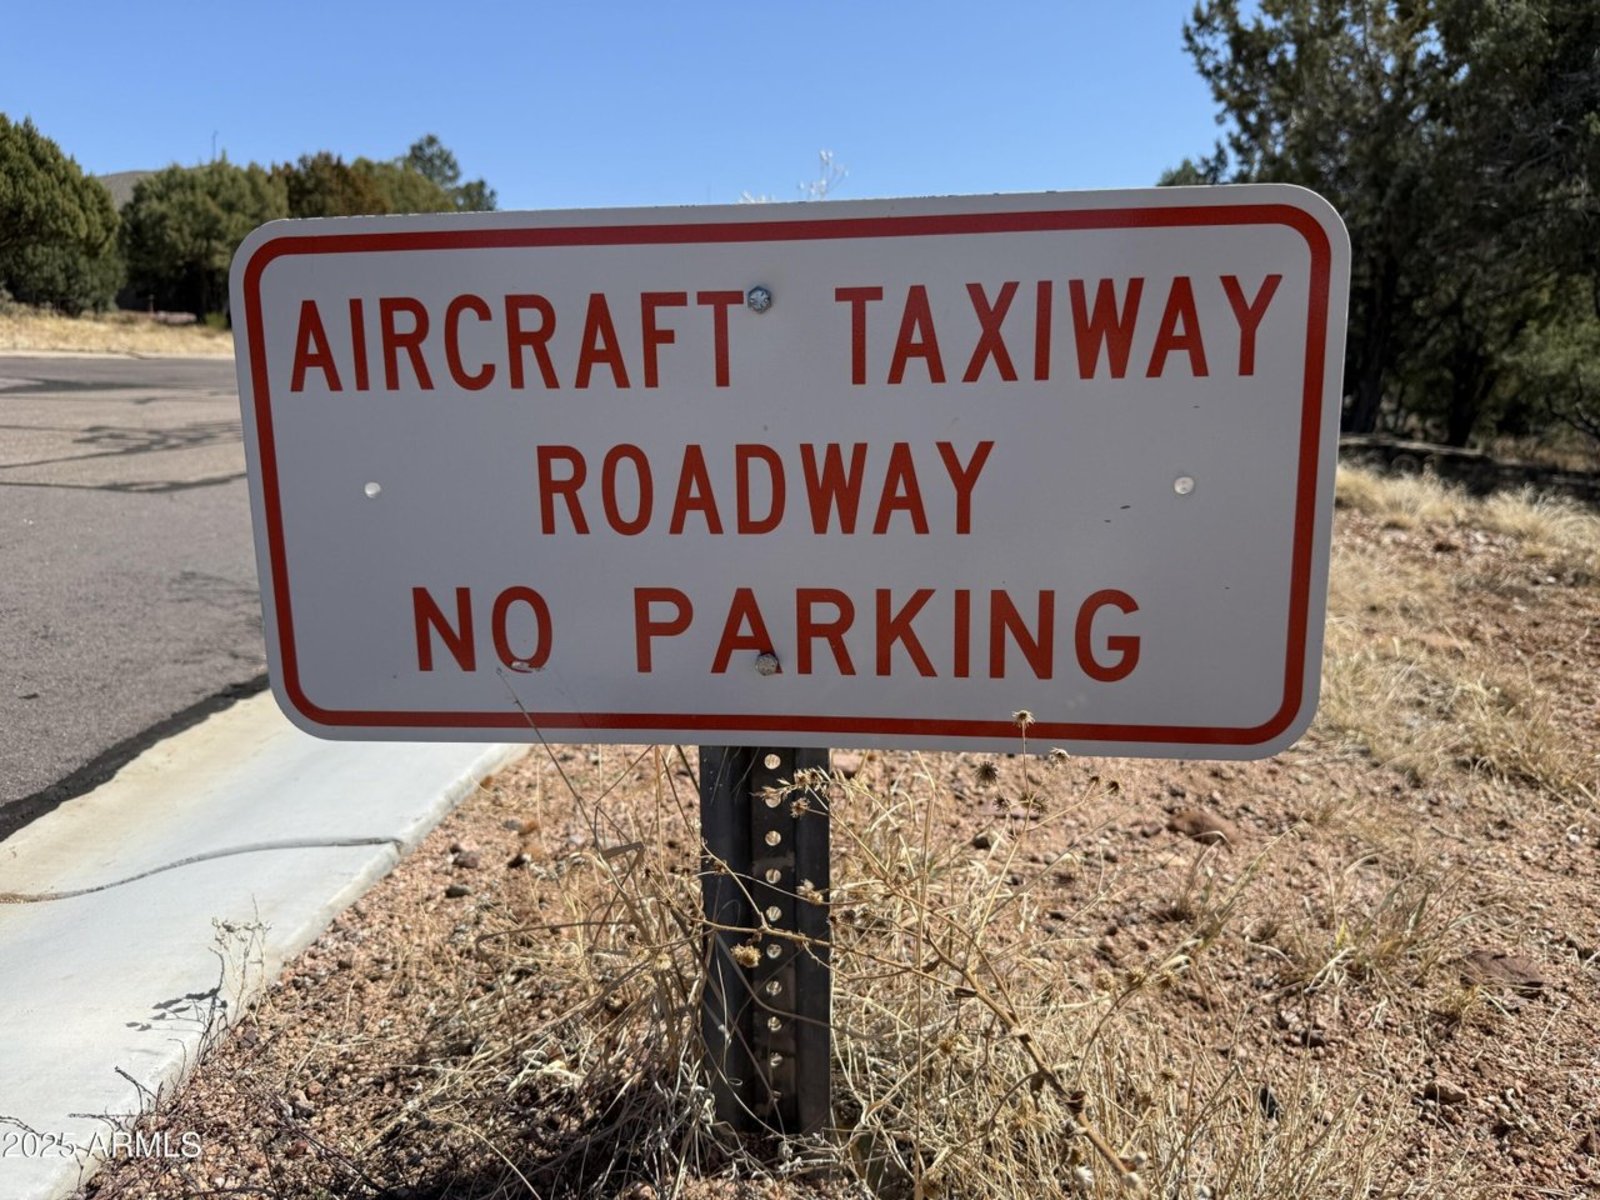 AIRCRAFT TAXIWAY
ROADWAY
NO PARKING
2025 ARMLS